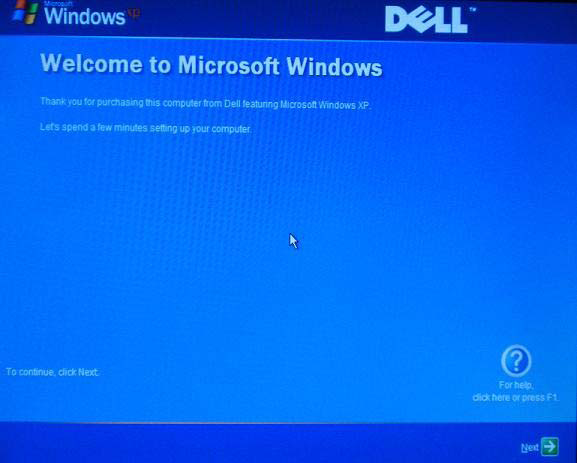 Microsoft
Windows xp
DELL™
Welcome to Microsoft Windows
Thank you for purchasing this computer from Dell featuring Microsoft Windows XP.
Let's spend a few minutes setting up your computer.
To continue, click Next.
?
For help,
click here or press F1.
Next